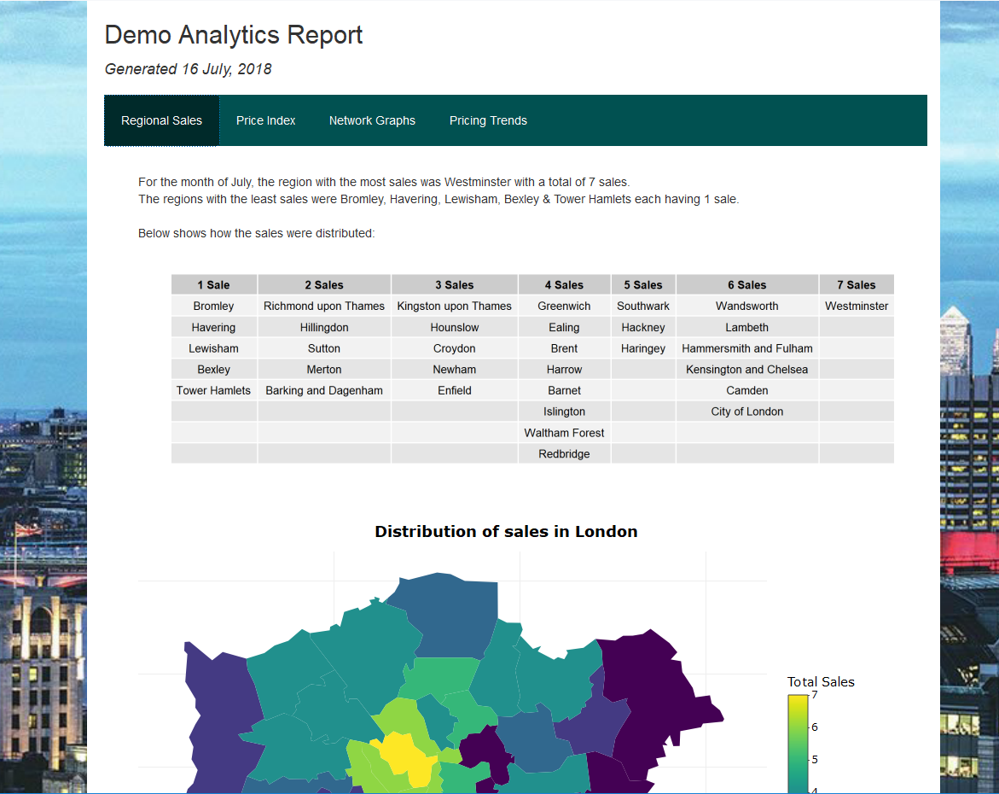 Demo Analytics Report
Generated 16 July, 2018
Regional Sales Price Index Network Graphs Pricing Trends
For the month of July, the region with the most sales was Westminster with a total of 7 sales.
The regions with the least sales were Bromley, Havering, Lewisham, Bexley & Tower Hamlets each having 1 sale.
Below shows how the sales were distributed:
1 Sale 2 Sales 3 Sales 4 Sales 5 Sales 6 Sales 7 Sales
Bromley Richmond upon Thames Kingston upon Thames Greenwich Southwark Wandsworth Westminster
Havering Hillingdon Hounslow Ealing Hackney Lambeth
Lewisham Sutton Croydon Brent Haringey Hammersmith and Fulham
Bexley Merton Newham Harrow Kensington and Chelsea
Tower Hamlets Barking and Dagenham Enfield Barnet Camden
Islington City of London
Waltham Forest
Redbridge
Distribution of sales in London
Total Sales
7
6
5
4